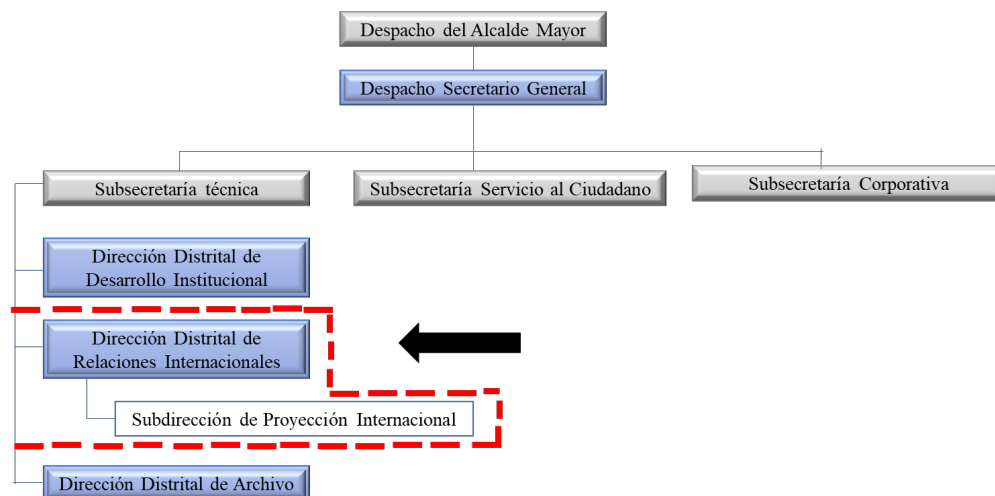 Despacho del Alcalde Mayor
Despacho Secretario General
Subsecretaría técnica
Subsecretaría Servicio al Ciudadano
Subsecretaría Corporativa
Dirección Distrital de
Desarrollo Institucional
Dirección Distrital de
Relaciones Internacionales
Subdirección de Proyección Internacional
Dirección Distrital de Archivo